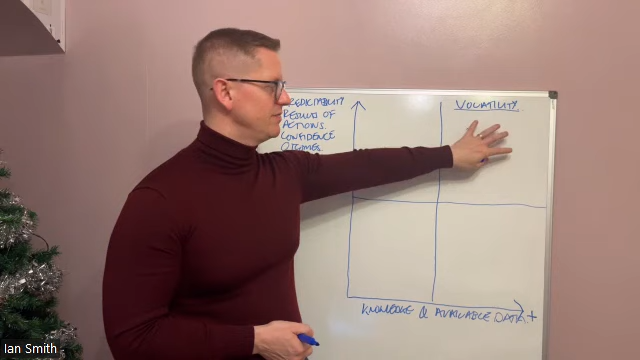 PREDICTABILITY
RESULTS OF
ACTIONS.
CONFIDENCE
OUTCOMES.
VOLATILITY.
KNOWLEDGE & AVAILABLE DATA. +
Ian Smith